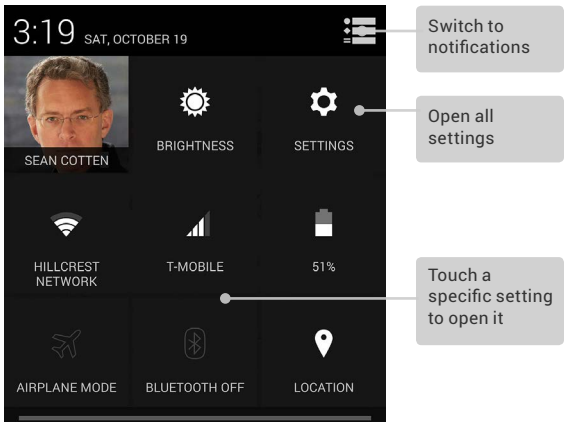 3:19 SAT, OCTOBER 19
Switch to
notifications
SEAN COTTEN
BRIGHTNESS
SETTINGS
Open all
settings
HILLCREST
NETWORK
T-MOBILE
51%
Touch a
specific setting
to open it
AIRPLANE MODE
BLUETOOTH OFF
LOCATION